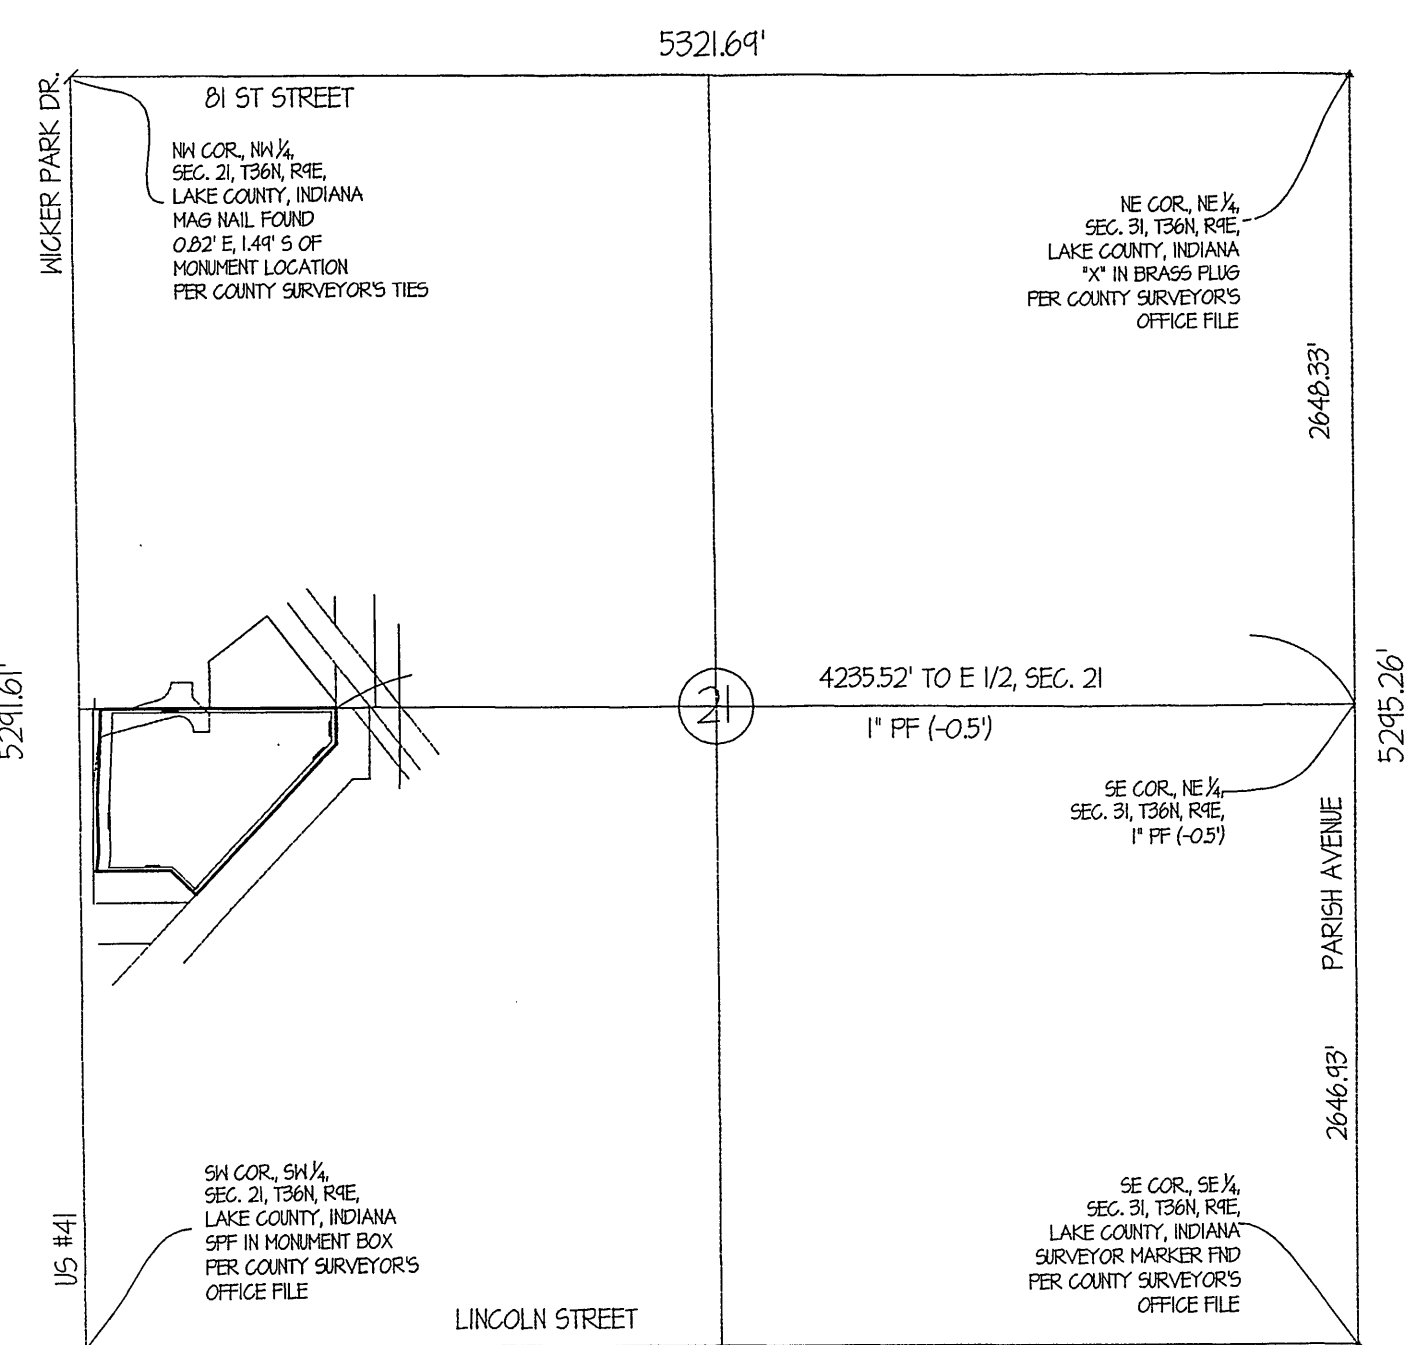 5321.69'
81 ST STREET
WICKER PARK DR.
NW COR., NW 1/4,
SEC. 21, T36N, R9E,
LAKE COUNTY, INDIANA
MAG NAIL FOUND
0.82' E, 1.49' S OF
MONUMENT LOCATION
PER COUNTY SURVEYOR'S TIES
NE COR., NE 1/4,
SEC. 31, T36N, R9E,
LAKE COUNTY, INDIANA
"X" IN BRASS PLUG
PER COUNTY SURVEYOR'S
OFFICE FILE
2648.33'
5291.61'
21
4235.52' TO E 1/2, SEC. 21
1" PF (-0.5')
5295.26'
SE COR., NE 1/4,
SEC. 31, T36N, R9E,
1" PF (-0.5')
PARISH AVENUE
2646.93'
SW COR., SW 1/4,
SEC. 21, T36N, R9E,
LAKE COUNTY, INDIANA
SPF IN MONUMENT BOX
PER COUNTY SURVEYOR'S
OFFICE FILE
US #41
LINCOLN STREET
SE COR., SE 1/4,
SEC. 31, T36N, R9E,
LAKE COUNTY, INDIANA
SURVEYOR MARKER FND
PER COUNTY SURVEYOR'S
OFFICE FILE